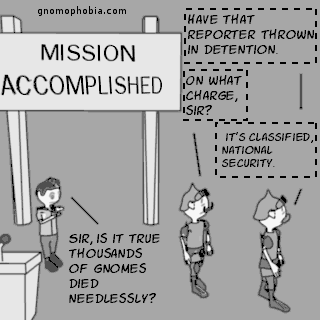 gnomophobia.com
MISSION
ACCOMPLISHED
SIR, IS IT TRUE
THOUSANDS
OF GNOMES
DIED
NEEDLESSLY?
HAVE THAT
REPORTER THROWN
IN DETENTION.
ON WHAT
CHARGE,
SIR?
IT'S CLASSIFIED,
NATIONAL
SECURITY.